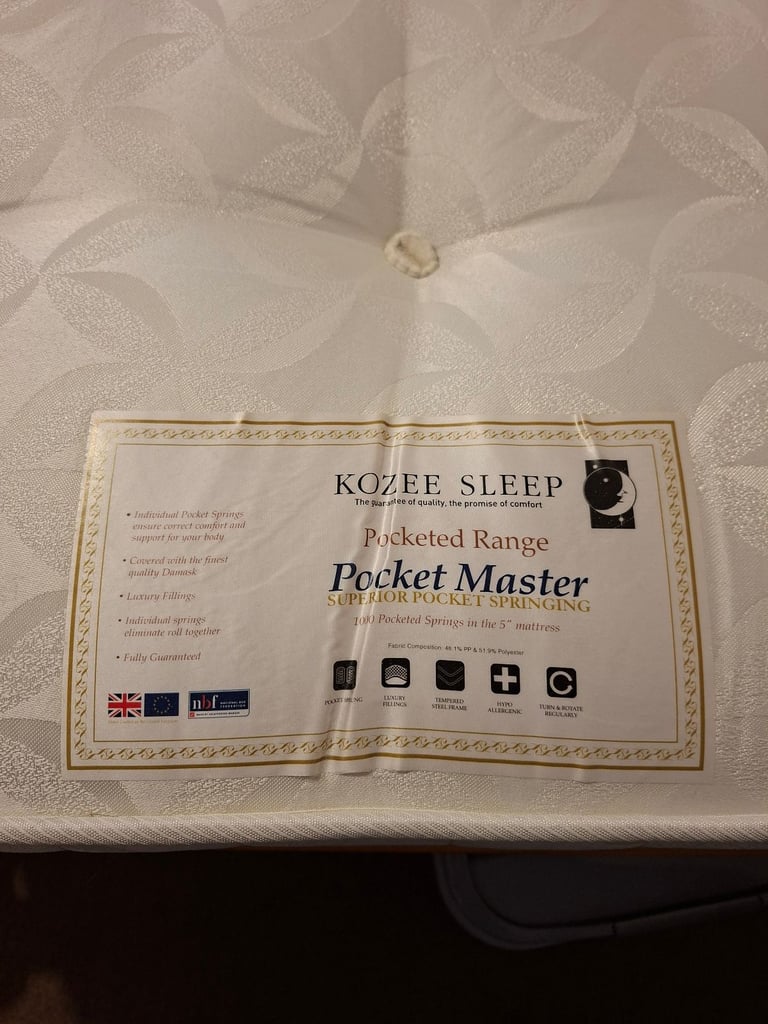 KOZEE SLEEP
The guarantee of quality, the promise of comfort
Pocketed Range
Pocket Master
SUPERIOR POCKET SPRINGING
1000 Pocketed Springs in the 5" mattress
• Individual Pocket Springs
ensure correct comfort and
support for your body
• Covered with the finest
quality Damask
• Luxury Fillings
• Individual springs
eliminate roll together
• Fully Guaranteed
Fabric Composition: 48.1% PP & 51.9% Polyester
POCKET SPRUNG
LUXURY
FILLINGS
TEMPERED
STEEL FRAME
HYPO
ALLERGENIC
TURN & ROTATE
REGULARLY
nbf
NATIONAL BED
FEDERATION